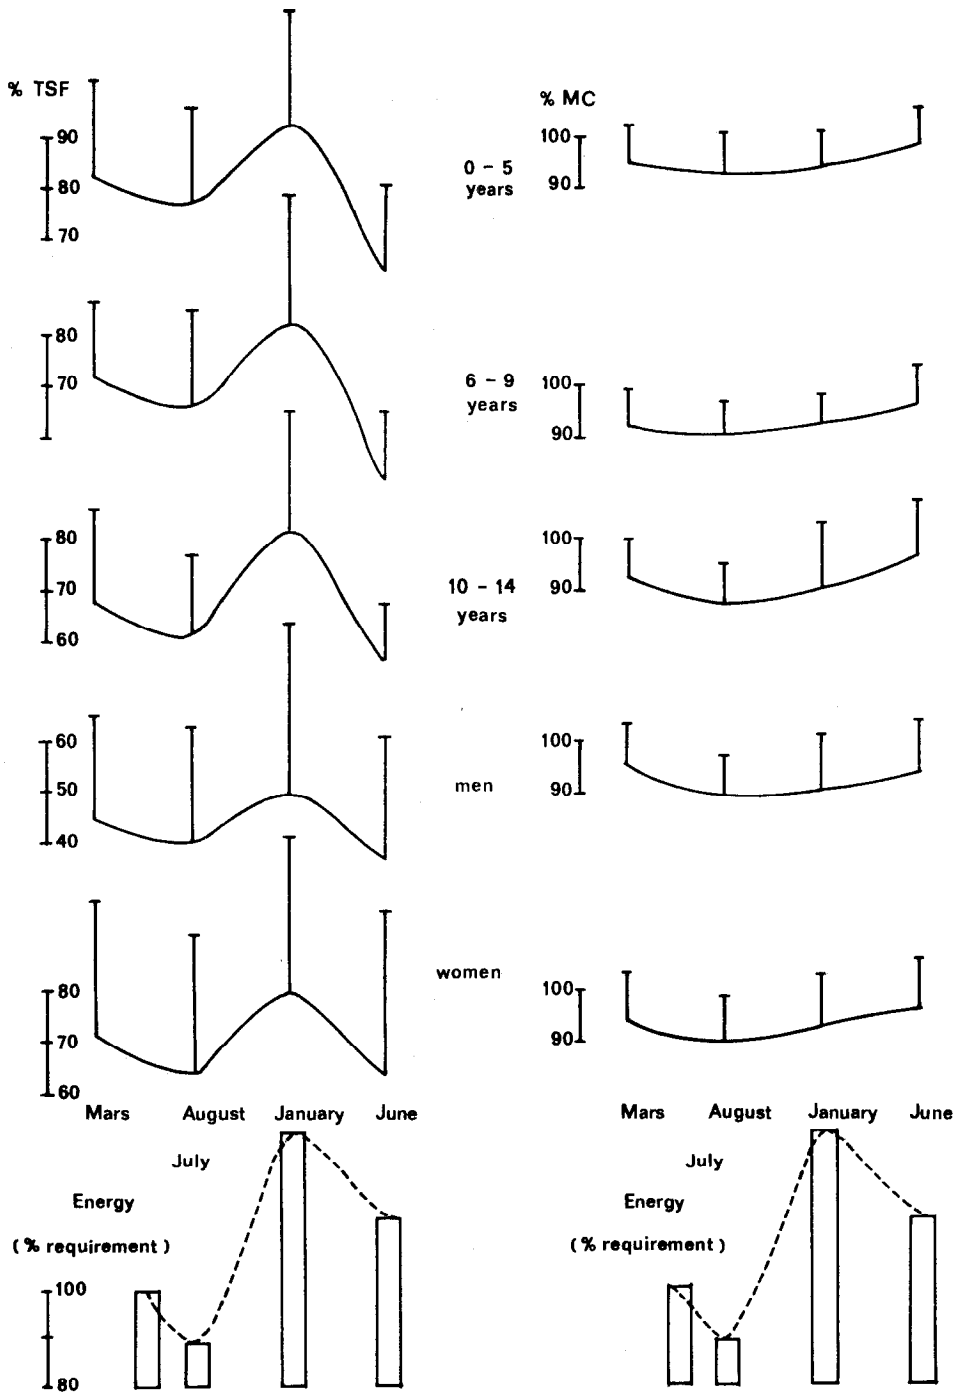 % TSF
90
80
70
% MC
100
90
0 - 5
years
80
70
100
90
6 - 9
years
80
70
60
100
90
10 - 14
years
60
50
40
100
90
men
80
70
60
100
90
women
Mars August January June
July
Energy
( % requirement )
100
80
Mars August January June
July
Energy
( % requirement )